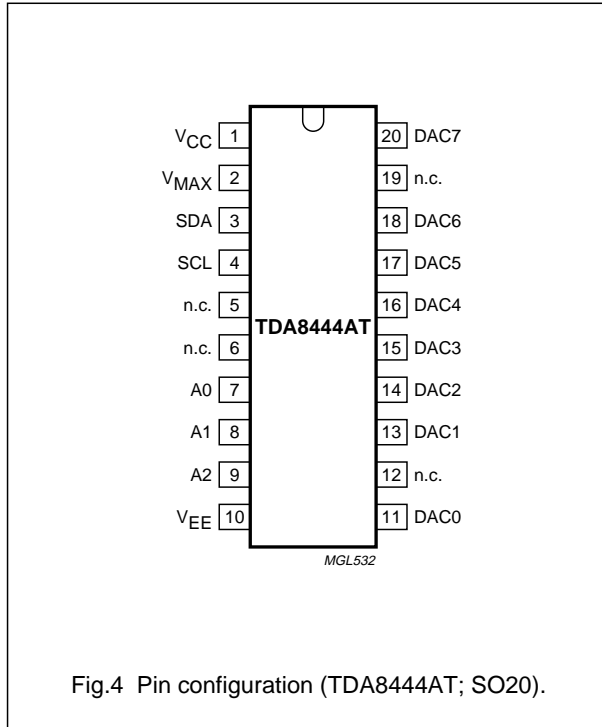 VCC 1 20 DAC7
VMAX 2 19 n.c.
SDA 3 18 DAC6
SCL 4 17 DAC5
n.c. 5 16 DAC4
TDA8444AT
n.c. 6 15 DAC3
A0 7 14 DAC2
A1 8 13 DAC1
A2 9 12 n.c.
VEE 10 11 DAC0
MGL532
Fig.4 Pin configuration (TDA8444AT; SO20).